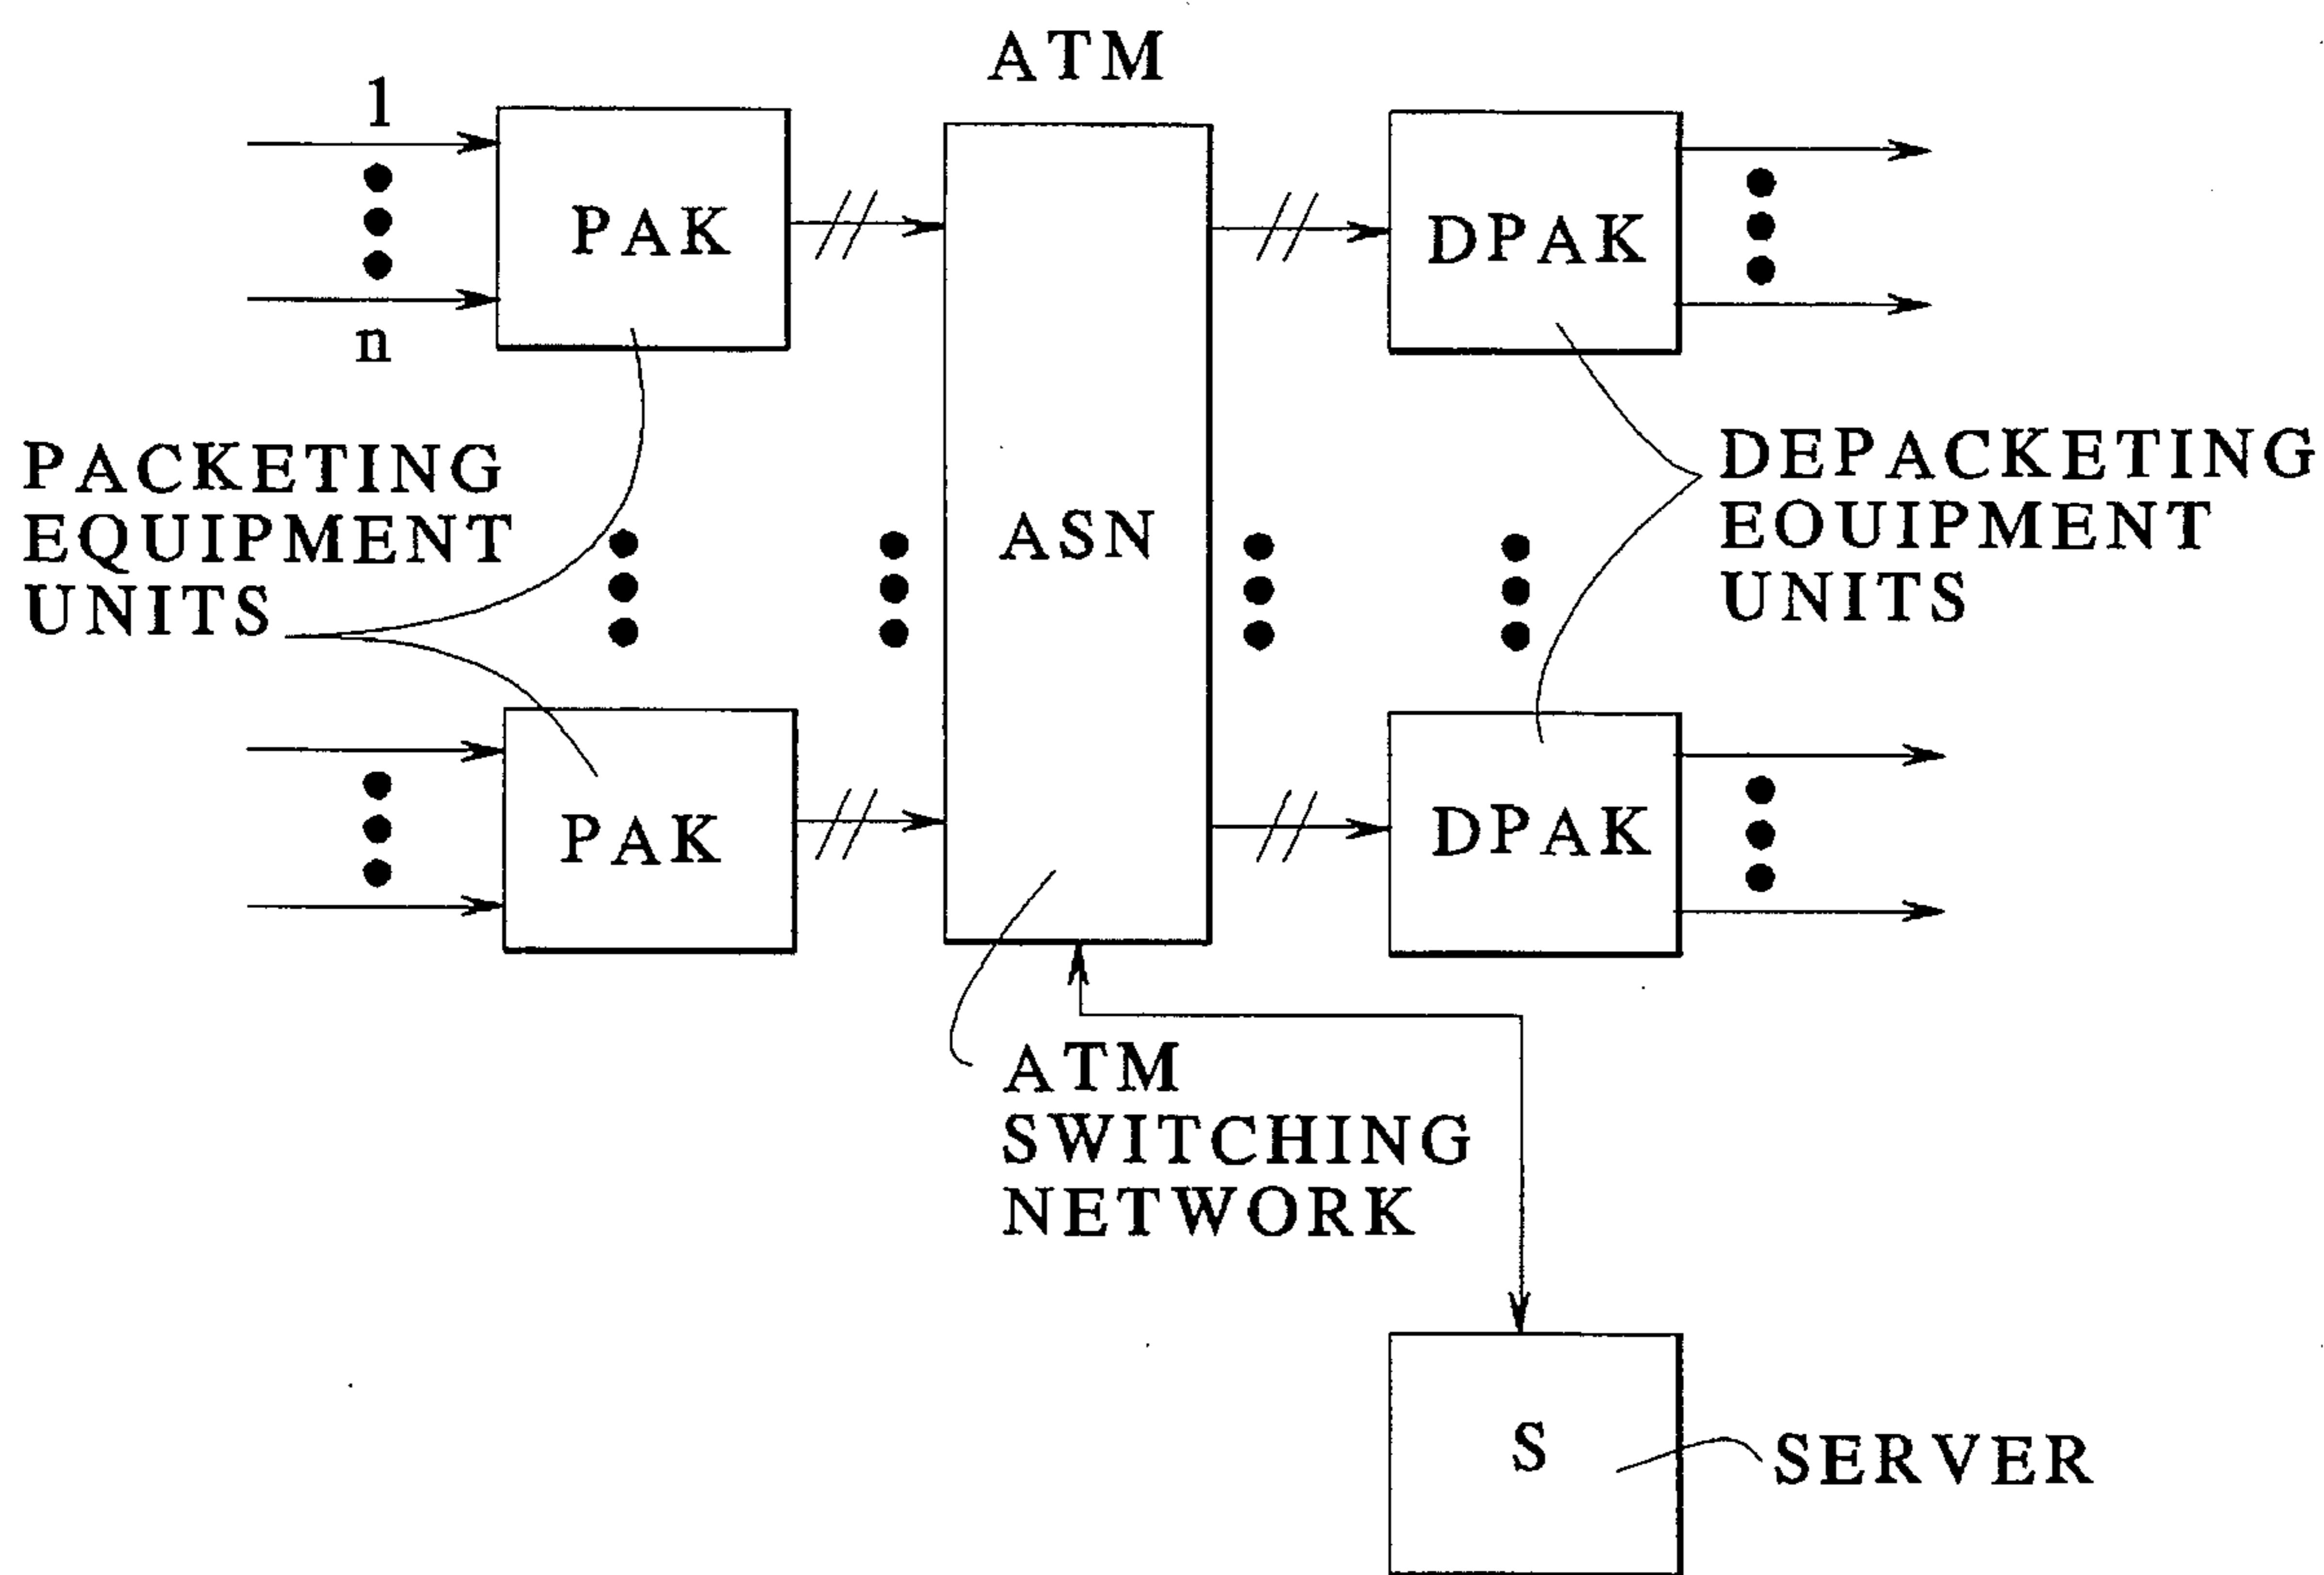 ATM
1
PAK
DPAK
n
PACKETING
EQUIPMENT
UNITS
ASN
DEPACKETING
EOUIPMENT
UNITS
PAK
DPAK
ATM
SWITCHING
NETWORK
S
SERVER